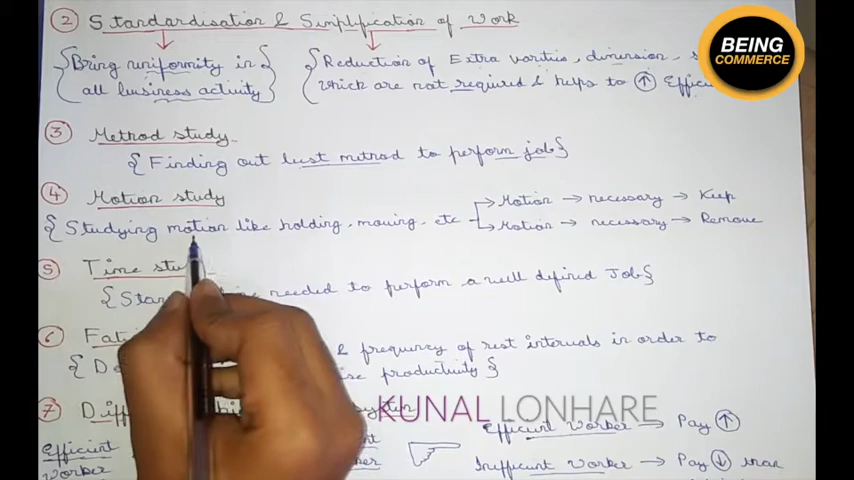 2 Standardisation & Simplification of work
{Bring uniformity in all business activity}
{Reduction of Extra varities, dimension, s
which are not required & helps to ↑ Effic
BEING
COMMERCE
3 Method study
{Finding out best method to perform job}
4 Motion study
{Studying motion like holding, moving, etc
Motion → necessary → Keep
Motion → necessary → Remove
5 Time stu
{Stan needed to perform a well defined Job}
6 Fati
{D & frequency of rest intervals in order to
productivity}
7 Diff
KUNAL LONHARE
Efficient
worker
Efficient worker → Pay ↑
Inefficient worker → Pay ↓ than